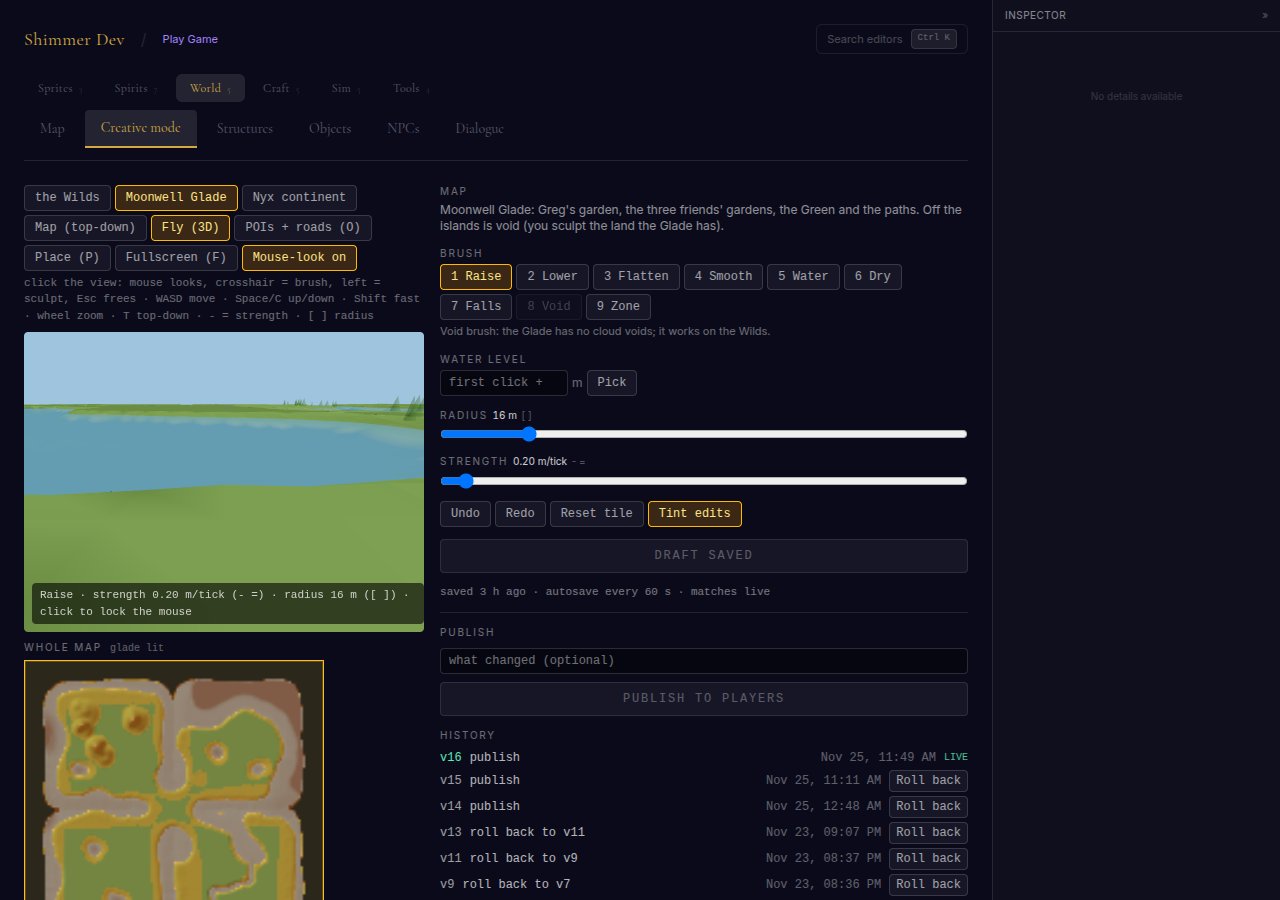 Shimmer Dev / Play Game
Search editors Ctrl K
INSPECTOR »
No details available
Sprites Spirits World 5 Craft Sim Tools
Map Creative mode Structures Objects NPCs Dialogue
the Wilds Moonwell Glade Nyx continent
Map (top-down) Fly (3D) POIs + roads (O)
Place (P) Fullscreen (F) Mouse-look on
click the view: mouse looks, crosshair = brush, left =
sculpt, Esc frees · WASD move · Space/C up/down · Shift fast
· wheel zoom · T top-down · - = strength · [ ] radius
Raise · strength 0.20 m/tick (- =) · radius 16 m ([ ]) ·
click to lock the mouse
WHOLE MAP glade lit
MAP
Moonwell Glade: Greg's garden, the three friends' gardens, the Green and the paths. Off the
islands is void (you sculpt the land the Glade has).
BRUSH
1 Raise 2 Lower 3 Flatten 4 Smooth 5 Water 6 Dry
7 Falls 8 Void 9 Zone
Void brush: the Glade has no cloud voids; it works on the Wilds.
WATER LEVEL
first click + m Pick
RADIUS 16 m [ ]
STRENGTH 0.20 m/tick - =
Undo Redo Reset tile Tint edits
DRAFT SAVED
saved 3 h ago · autosave every 60 s · matches live
PUBLISH
what changed (optional)
PUBLISH TO PLAYERS
HISTORY
v16 publish Nov 25, 11:49 AM LIVE
v15 publish Nov 25, 11:11 AM Roll back
v14 publish Nov 25, 12:48 AM Roll back
v13 roll back to v11 Nov 23, 09:07 PM Roll back
v11 roll back to v9 Nov 23, 08:37 PM Roll back
v9 roll back to v7 Nov 23, 08:36 PM Roll back